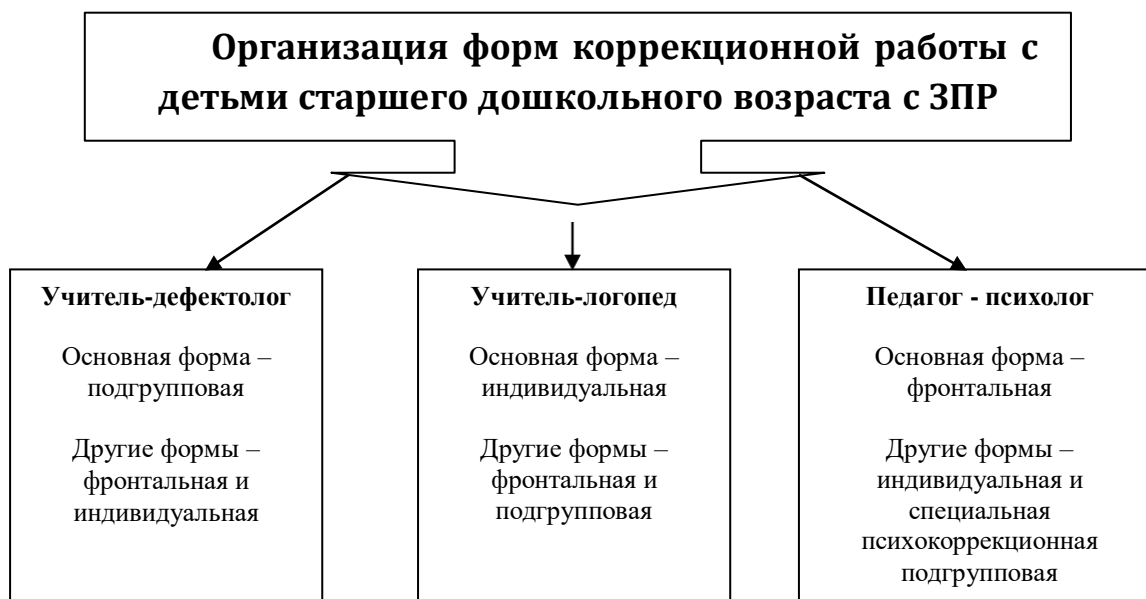 Организация форм коррекционной работы с
детьми старшего дошкольного возраста с ЗПР
Учитель-дефектолог
Основная форма –
подгрупповая
Другие формы –
фронтальная и
индивидуальная
Учитель-логопед
Основная форма –
индивидуальная
Другие формы –
фронтальная и
подгрупповая
Педагог - психолог
Основная форма –
фронтальная
Другие формы –
индивидуальная и
специальная
психокоррекционная
подгрупповая